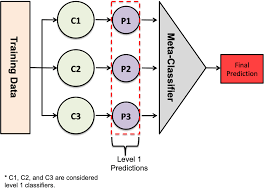 Training Data
C1
P1
C2
P2
C3
P3
Meta-Classifier
Final
Prediction
Level 1
Predictions
* C1, C2, and C3 are considered
level 1 classifiers.